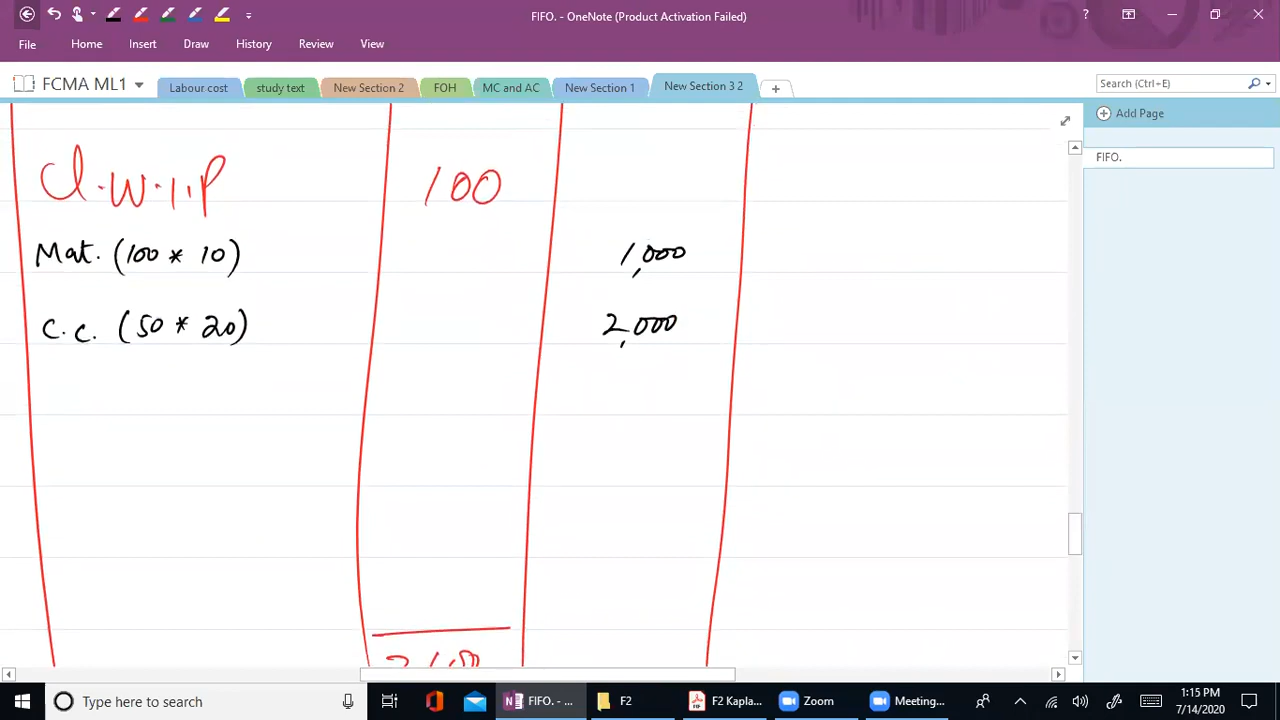 FIFO. - OneNote (Product Activation Failed)
File Home Insert Draw History Review View
FCMA ML1 Labour cost study text New Section 2 FOH MC and AC New Section 1 New Section 3 2 Search (Ctrl+E)
Add Page
FIFO.
Cl.W.I.P 100
Mat. (100 * 10) 1,000
C.C. (50 * 20) 2,000
Type here to search FIFO. - ... F2 F2 Kapla... Zoom Meeting... 1:15 PM
7/14/2020